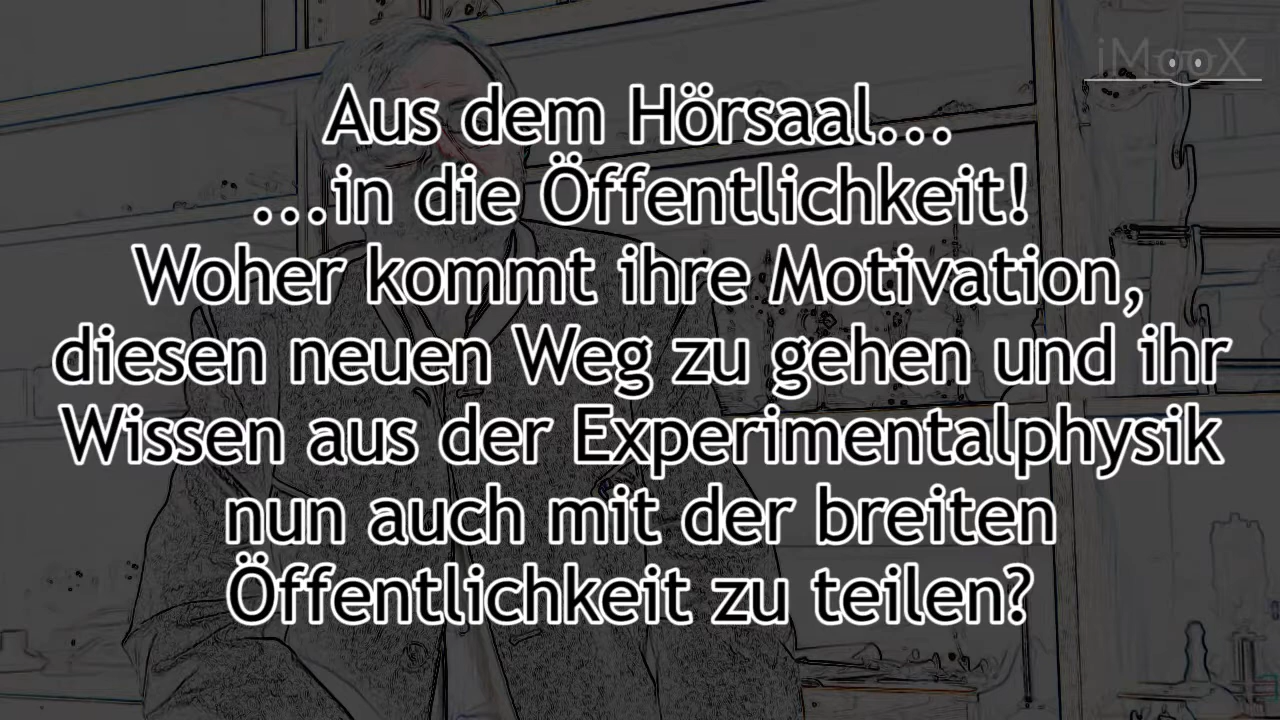 iMooX
Aus dem Hörsaal...
...in die Öffentlichkeit!
Woher kommt ihre Motivation,
diesen neuen Weg zu gehen und ihr
Wissen aus der Experimentalphysik
nun auch mit der breiten
Öffentlichkeit zu teilen?